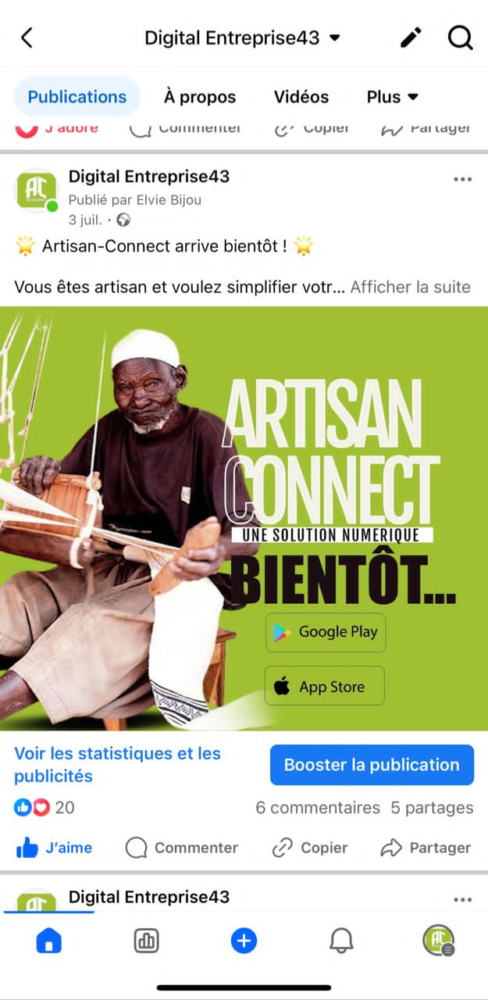 Digital Entreprise43
Publications À propos Vidéos Plus
J'adore Commenter Copier Partager
Digital Entreprise43
Publié par Elvie Bijou
3 juil. ·
🌟 Artisan-Connect arrive bientôt ! 🌟
Vous êtes artisan et voulez simplifier votr... Afficher la suite
AC
ARTISAN
CONNECT
UNE SOLUTION NUMERIQUE
BIENTÔT...
Google Play
App Store
Voir les statistiques et les
publicités
Booster la publication
20 6 commentaires 5 partages
J'aime Commenter Copier Partager
Digital Entreprise43
AC
AC